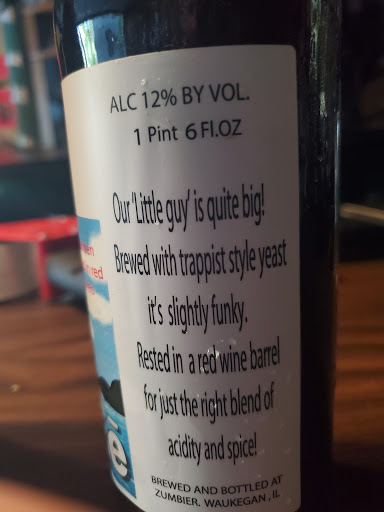 ALC 12% BY VOL.
1 Pint 6 Fl.OZ
Our 'Little guy' is quite big!
Brewed with trappist style yeast
it's slightly funky.
Rested in a red wine barrel
for just the right blend of
acidity and spice!
BREWED AND BOTTLED AT
ZUMBIER. WAUKEGAN, IL
red
é